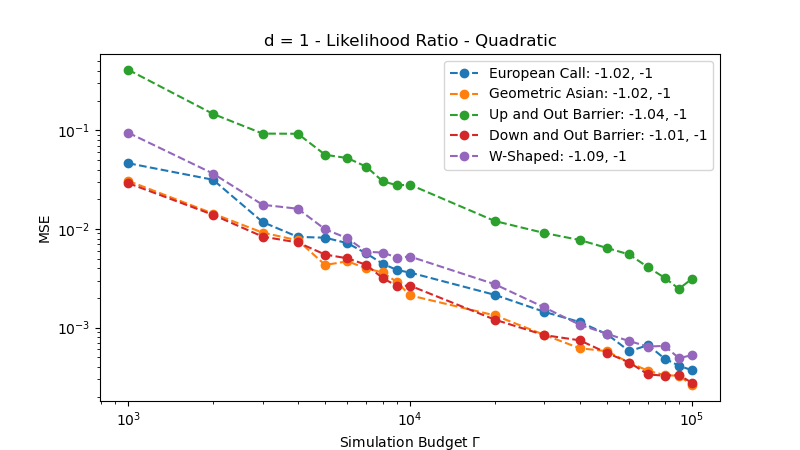 d = 1 - Likelihood Ratio - Quadratic
European Call: -1.02, -1
Geometric Asian: -1.02, -1
Up and Out Barrier: -1.04, -1
Down and Out Barrier: -1.01, -1
W-Shaped: -1.09, -1
MSE
10⁻¹
10⁻²
10⁻³
10³ 10⁴ 10⁵
Simulation Budget Γ